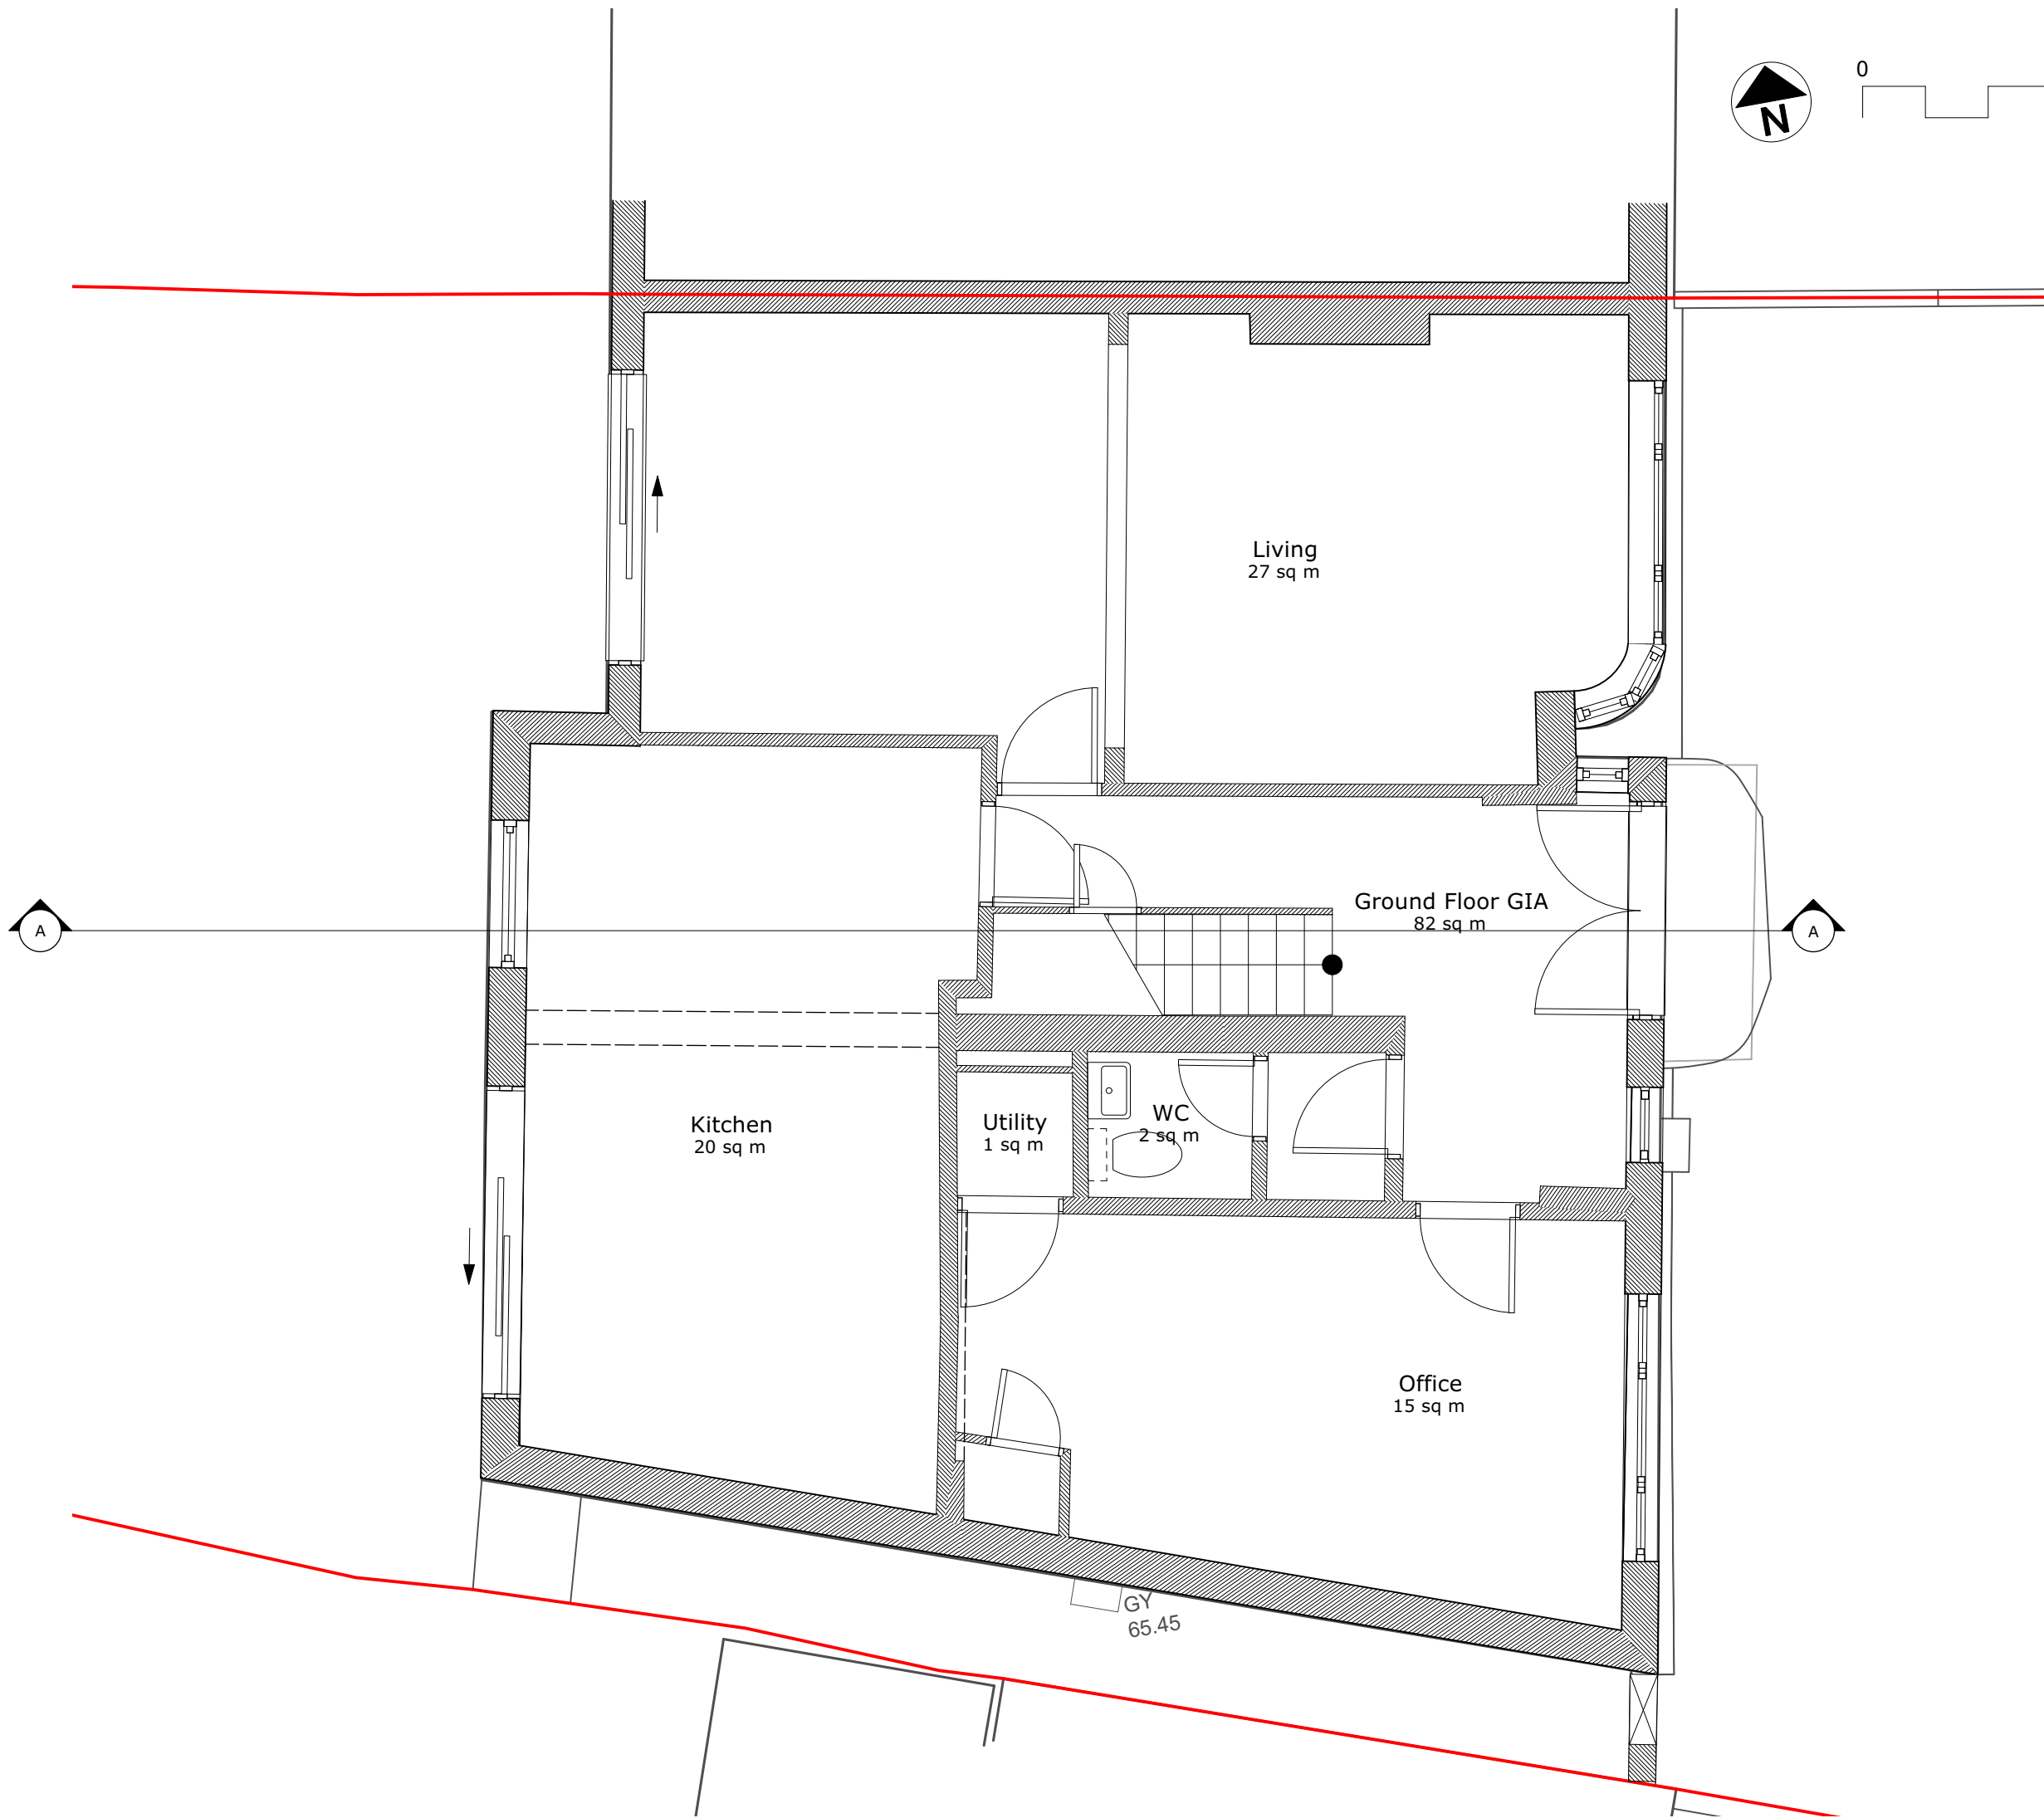 0
N
Living
27 sq m
Ground Floor GIA
82 sq m
A
A
Kitchen
20 sq m
Utility
1 sq m
WC
2 sq m
Office
15 sq m
GY
65.45